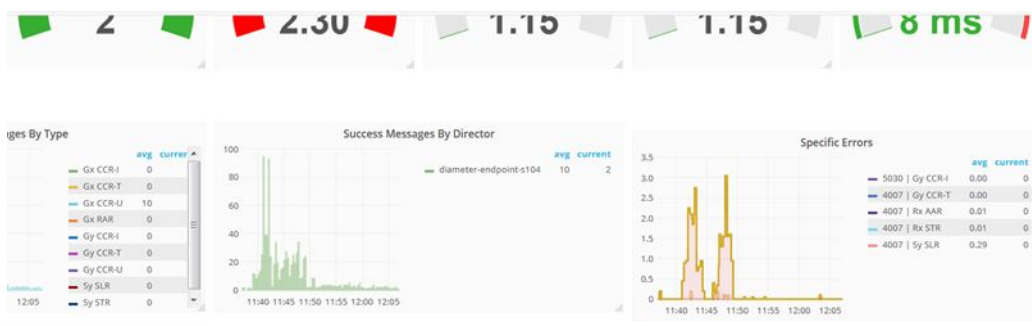 2
2.30
1.15
1.15
8 ms
ges By Type
avg curren
Gx CCR-I 0
Gx CCR-T 0
Gx CCR-U 10
Gx RAR 0
Gy CCR-I 0
Gy CCR-T 0
Gy CCR-U 0
Sy SLR 0
Sy STR 0
12:05
Success Messages By Director
100
80
60
40
20
0
11:40 11:45 11:50 11:55 12:00 12:05
avg current
diameter-endpoint-s104 10 2
Specific Errors
3.5
3.0
2.5
2.0
1.5
1.0
0.5
0
11:40 11:45 11:50 11:55 12:00 12:05
avg current
5030 | Gy CCR-I 0.00 0
4007 | Gy CCR-T 0.00 0
4007 | Rx AAR 0.01 0
4007 | Rx STR 0.01 0
4007 | Sy SLR 0.29 0